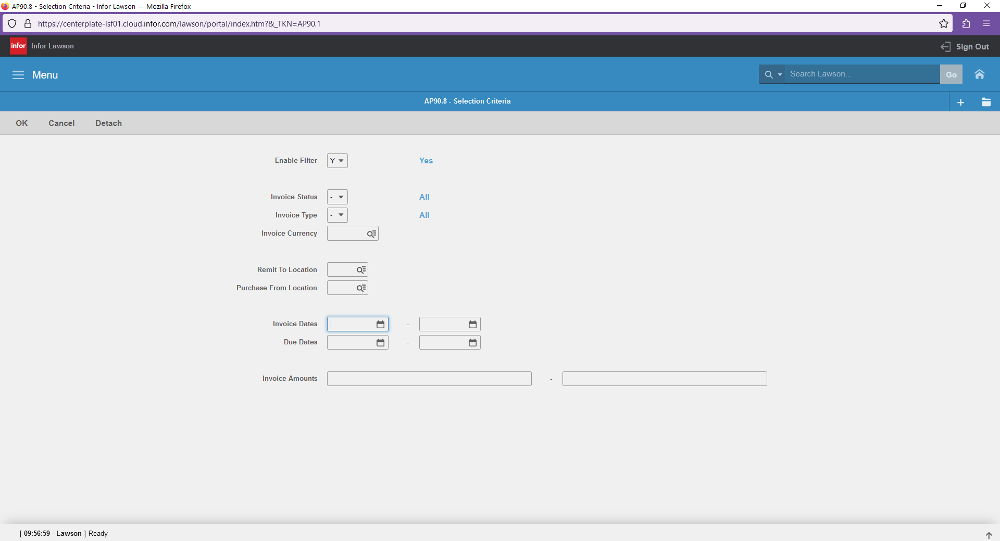 AP90.8 - Selection Criteria - Infor Lawson — Mozilla Firefox
https://centerplate-lsf01.cloud.infor.com/lawson/portal/index.htm?&_TKN=AP90.1
infor Infor Lawson Sign Out
Menu Search Lawson... Go
AP90.8 - Selection Criteria
OK Cancel Detach
Enable Filter Y Yes
Invoice Status - All
Invoice Type - All
Invoice Currency
Remit To Location
Purchase From Location
Invoice Dates -
Due Dates -
Invoice Amounts -
[ 09:56:59 - Lawson ] Ready